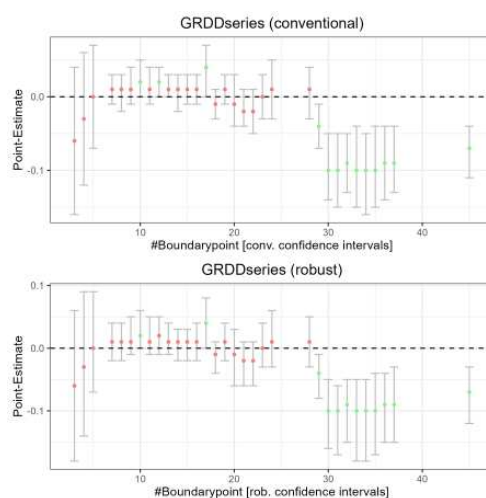 GRDDseries (conventional)
0.0
-0.1
Point-Estimate
10 20 30 40
#Boundarypoint [conv. confidence intervals]
GRDDseries (robust)
0.1
0.0
-0.1
Point-Estimate
10 20 30 40
#Boundarypoint [rob. confidence intervals]